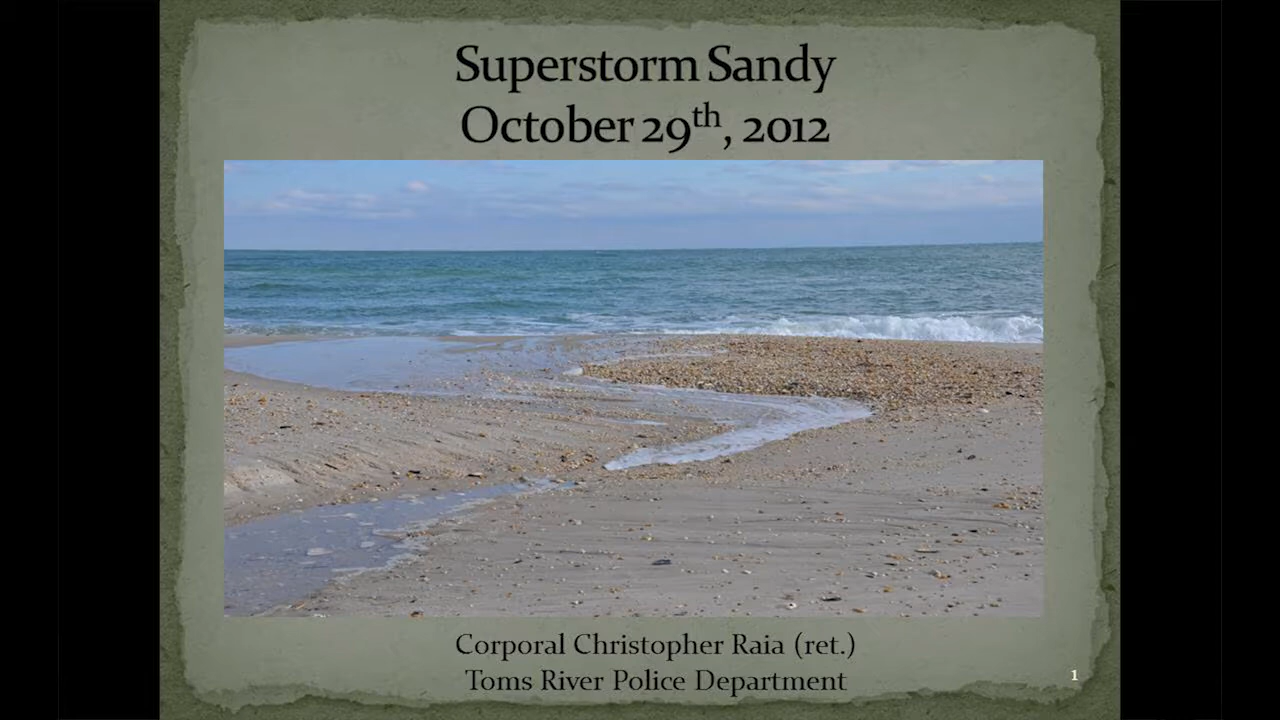 Superstorm Sandy
October 29th, 2012
Corporal Christopher Raia (ret.)
Toms River Police Department
1